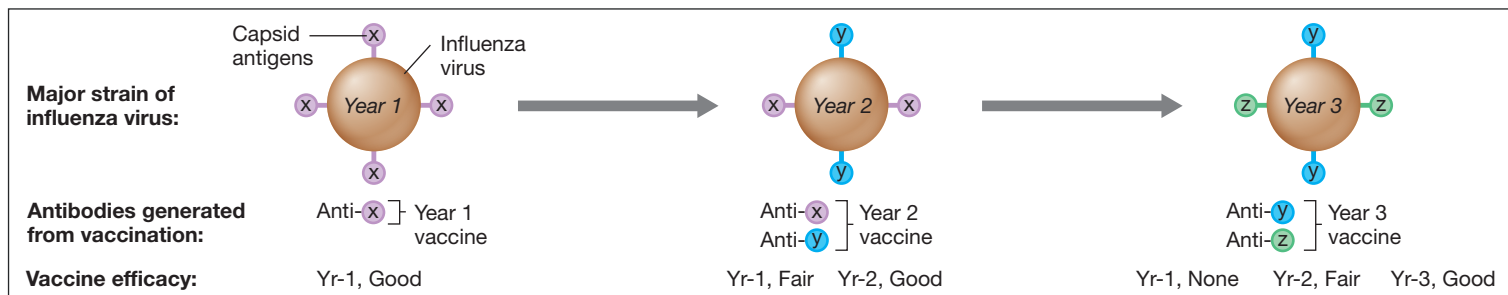 Capsid
antigens
Influenza
virus
Major strain of
influenza virus:
x
x Year 1 x
x
y
x Year 2 x
y
y
z Year 3 z
y
Antibodies generated
from vaccination:
Anti-x Year 1
vaccine
Anti-x Year 2
Anti-y vaccine
Anti-y Year 3
Anti-z vaccine
Vaccine efficacy: Yr-1, Good Yr-1, Fair Yr-2, Good Yr-1, None Yr-2, Fair Yr-3, Good